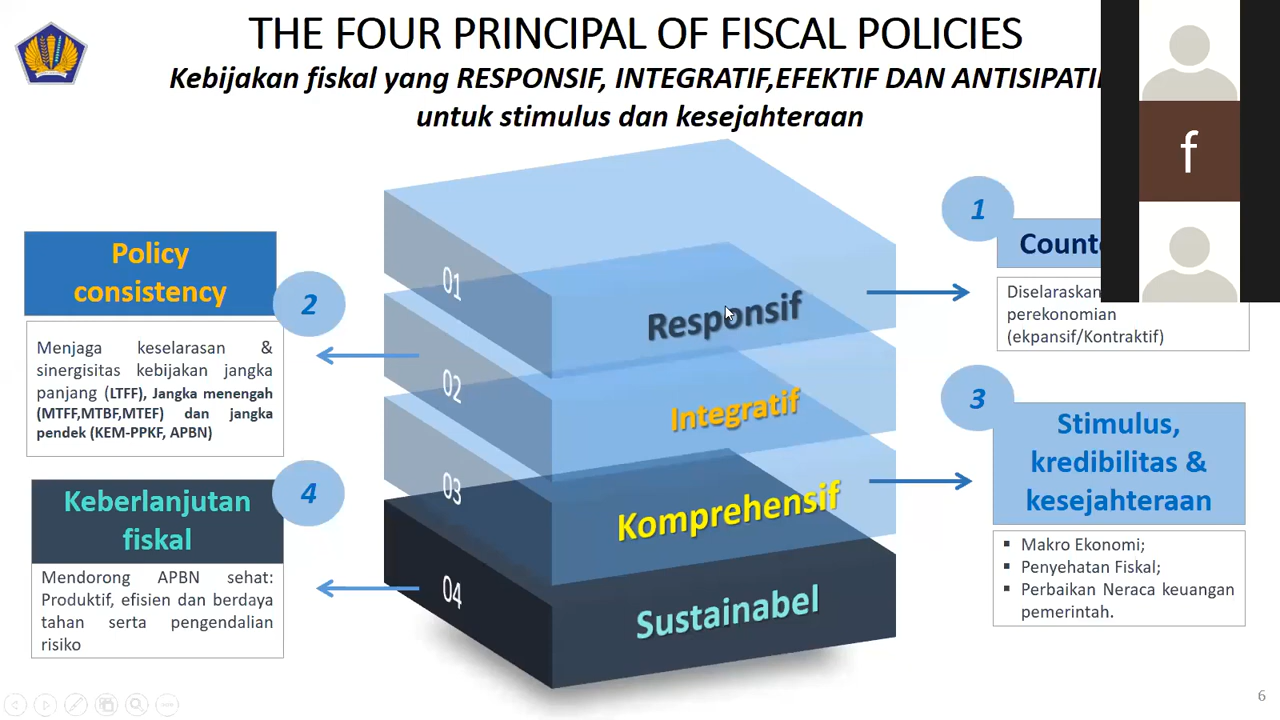 THE FOUR PRINCIPAL OF FISCAL POLICIES
Kebijakan fiskal yang RESPONSIF, INTEGRATIF,EFEKTIF DAN
untuk stimulus dan kesejahteraan
f
1
Diselaraskan
perekonomian
(ekpansif/Kontraktif)
Policy
consistency
2
Menjaga keselarasan &
sinergisitas kebijakan jangka
panjang (LTFF), Jangka menengah
(MTFF,MTBF,MTEF) dan jangka
pendek (KEM-PPKF, APBN)
01
Responsif
02
Integratif
03
Komprehensif
04
Sustainabel
3
Stimulus,
kredibilitas &
kesejahteraan
Makro Ekonomi;
Penyehatan Fiskal;
Perbaikan Neraca keuangan
pemerintah.
4
Keberlanjutan
fiskal
Mendorong APBN sehat:
Produktif, efisien dan berdaya
tahan serta pengendalian
risiko
6